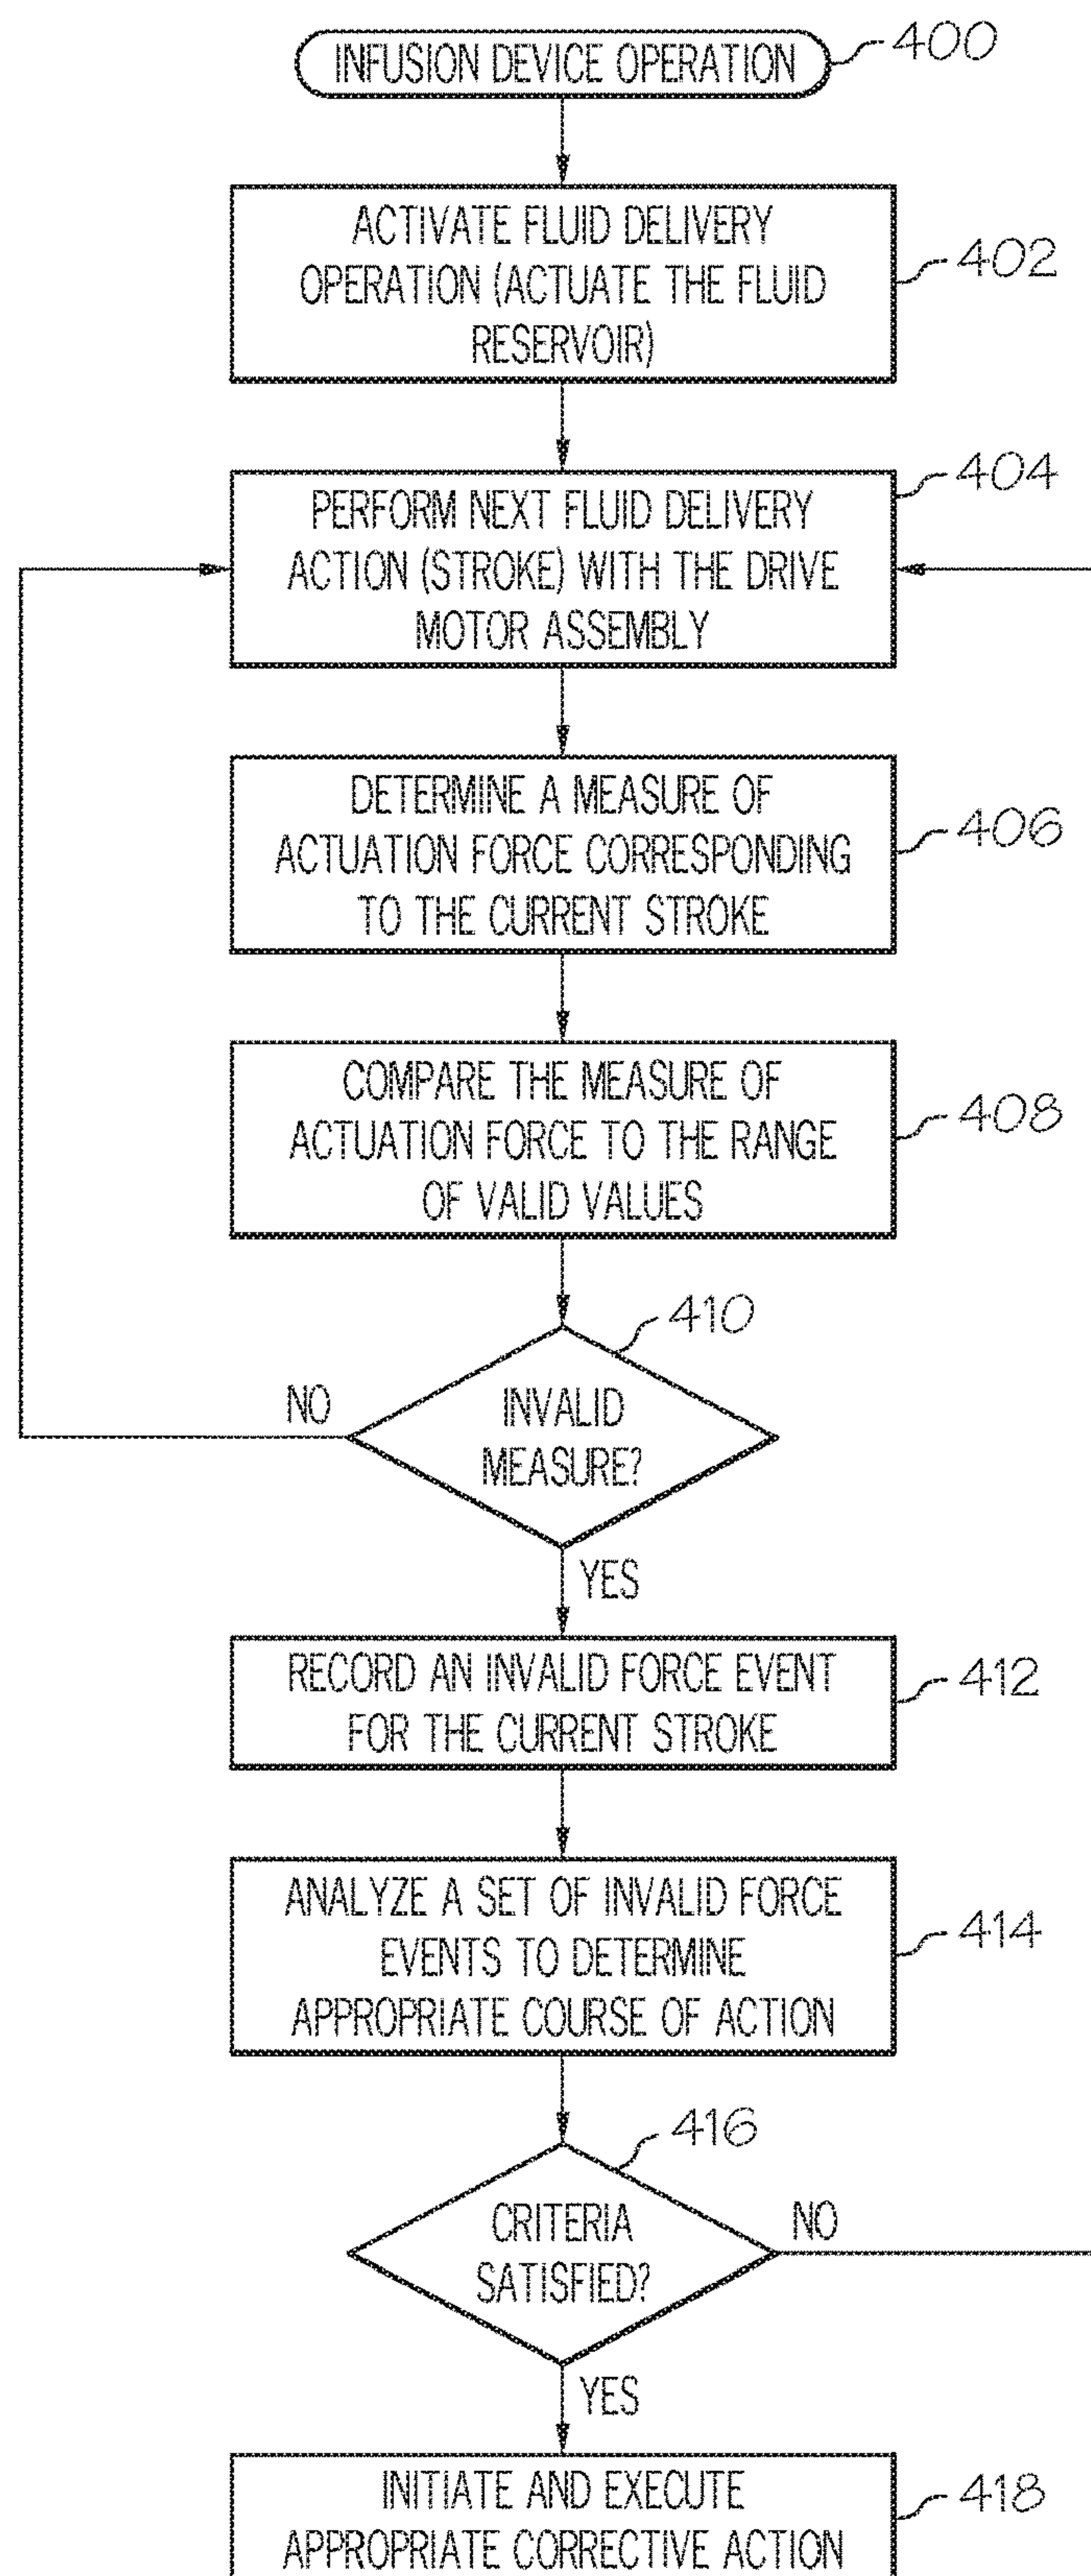 INFUSION DEVICE OPERATION
400
ACTIVATE FLUID DELIVERY
OPERATION (ACTUATE THE FLUID
RESERVOIR)
402
PERFORM NEXT FLUID DELIVERY
ACTION (STROKE) WITH THE DRIVE
MOTOR ASSEMBLY
404
DETERMINE A MEASURE OF
ACTUATION FORCE CORRESPONDING
TO THE CURRENT STROKE
406
COMPARE THE MEASURE OF
ACTUATION FORCE TO THE RANGE
OF VALID VALUES
408
410
INVALID
MEASURE?
NO
YES
RECORD AN INVALID FORCE EVENT
FOR THE CURRENT STROKE
412
ANALYZE A SET OF INVALID FORCE
EVENTS TO DETERMINE
APPROPRIATE COURSE OF ACTION
414
416
CRITERIA
SATISFIED?
NO
YES
INITIATE AND EXECUTE
APPROPRIATE CORRECTIVE ACTION
418